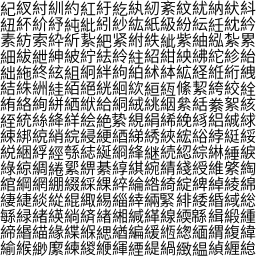 紀紁紂紃約紅紆紇紈紉紊紋紌納紎紏
紐紑紒紓純紕紖紗紘紙級紛紜紝紞紟
素紡索紣紤紥紦紧紨紩紪紫紬紭紮累
細紱紲紳紴紵紶紷紸紹紺紻紼紽紾紿
絀絁終絃組絅絆絇絈絉絊絋経絍絎絏
結絑絒絓絔絕絖絗絘絙絚絛絜絝絞絟
絠絡絢絣絤絥給絧絨絩絪絫絬絭絮絯
絰統絲絳絴絵絶絷絸絹絺絻絼絽絾絿
綀綁綂綃綄綅綆綇綈綉綊綋綌綍綎綏
綐綑綒經綔綕綖綗綘継続綛綜綝綞綟
綠綡綢綣綤綥綦綧綨綩綪綫綬維綮綯
綰綱網綳綴綵綶綷綸綹綺綻綼綽綾綿
緀緁緂緃緄緅緆緇緈緉緊緋緌緍緎総
緐緑緒緓緔緕緖緗緘緙線緛緜緝緞緟
締緡緢緣緤緥緦緧編緩緪緫緬緭緮緯
緰緱緲緳練緵緶緷緸緹緺緻緼緽緾緿